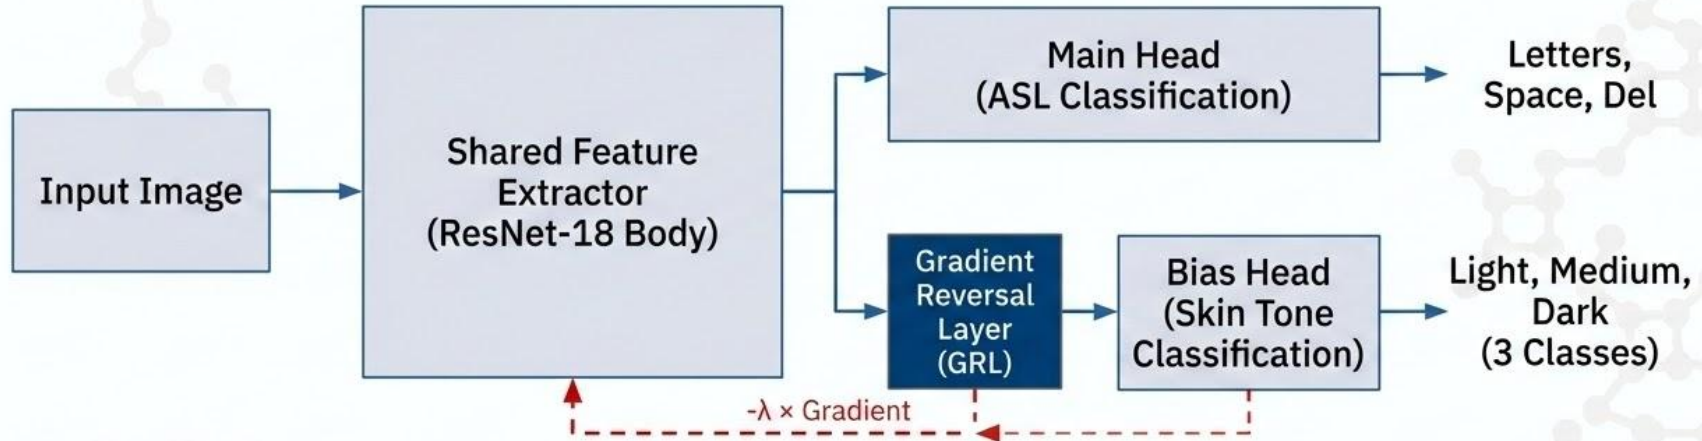 Input Image
Shared Feature
Extractor
(ResNet-18 Body)
Main Head
(ASL Classification)
Letters,
Space, Del
Gradient
Reversal
Layer
(GRL)
Bias Head
(Skin Tone
Classification)
Light, Medium,
Dark
(3 Classes)
-λ × Gradient